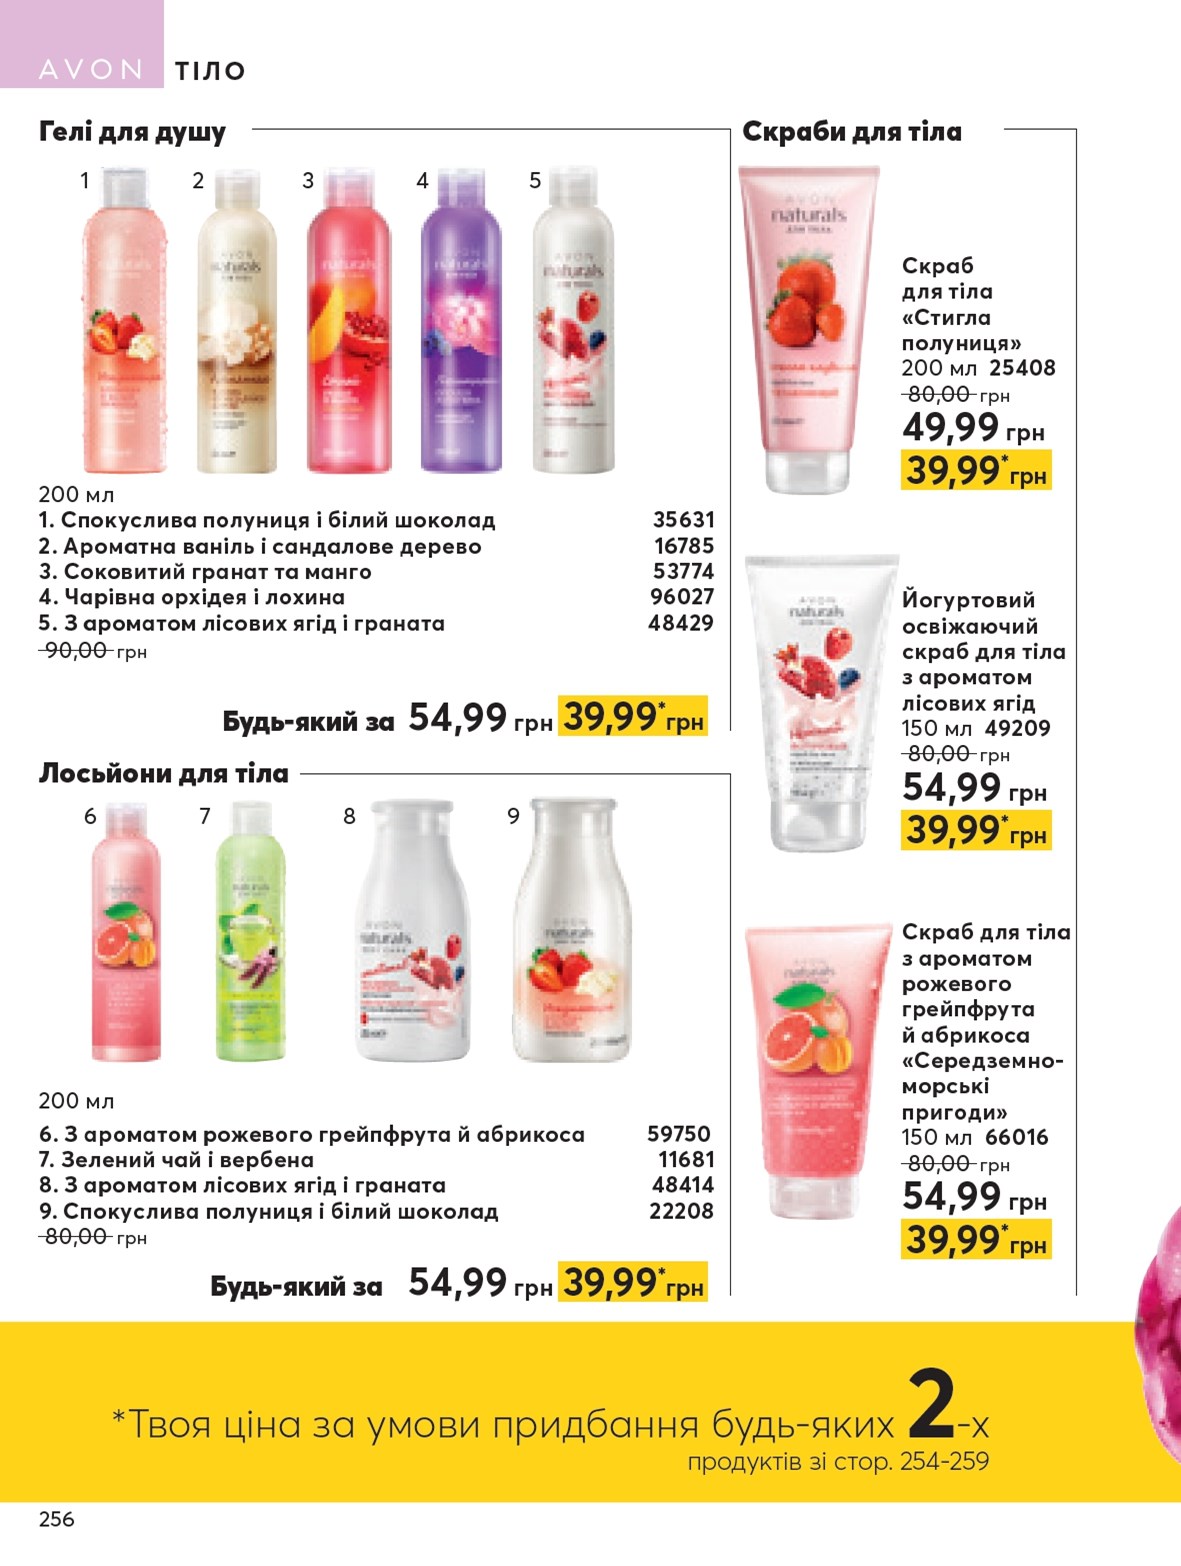 AVON ТІЛО
Гелі для душу
1 2 3 4 5
200 мл
1. Спокуслива полуниця і білий шоколад 35631
2. Ароматна ваніль і сандалове дерево 16785
3. Соковитий гранат та манго 53774
4. Чарівна орхідея і лохина 96027
5. З ароматом лісових ягід і граната 48429
90,00 грн
Будь-який за 54,99 грн 39,99* грн
Лосьйони для тіла
6 7 8 9
200 мл
6. З ароматом рожевого грейпфрута й абрикоса 59750
7. Зелений чай і вербена 11681
8. З ароматом лісових ягід і граната 48414
9. Спокуслива полуниця і білий шоколад 22208
80,00 грн
Будь-який за 54,99 грн 39,99* грн
Скраби для тіла
AVON
naturals
Скраб
для тіла
«Стигла
полуниця»
200 мл 25408
80,00 грн
49,99 грн
39,99* грн
AVON
naturals
Йогуртовий
освіжаючий
скраб для тіла
з ароматом
лісових ягід
150 мл 49209
80,00 грн
54,99 грн
39,99* грн
naturals
Скраб для тіла
з ароматом
рожевого
грейпфрута
й абрикоса
«Середземно-
морські
пригоди»
150 мл 66016
80,00 грн
54,99 грн
39,99* грн
*Твоя ціна за умови придбання будь-яких 2-х
продуктів зі стор. 254-259
256